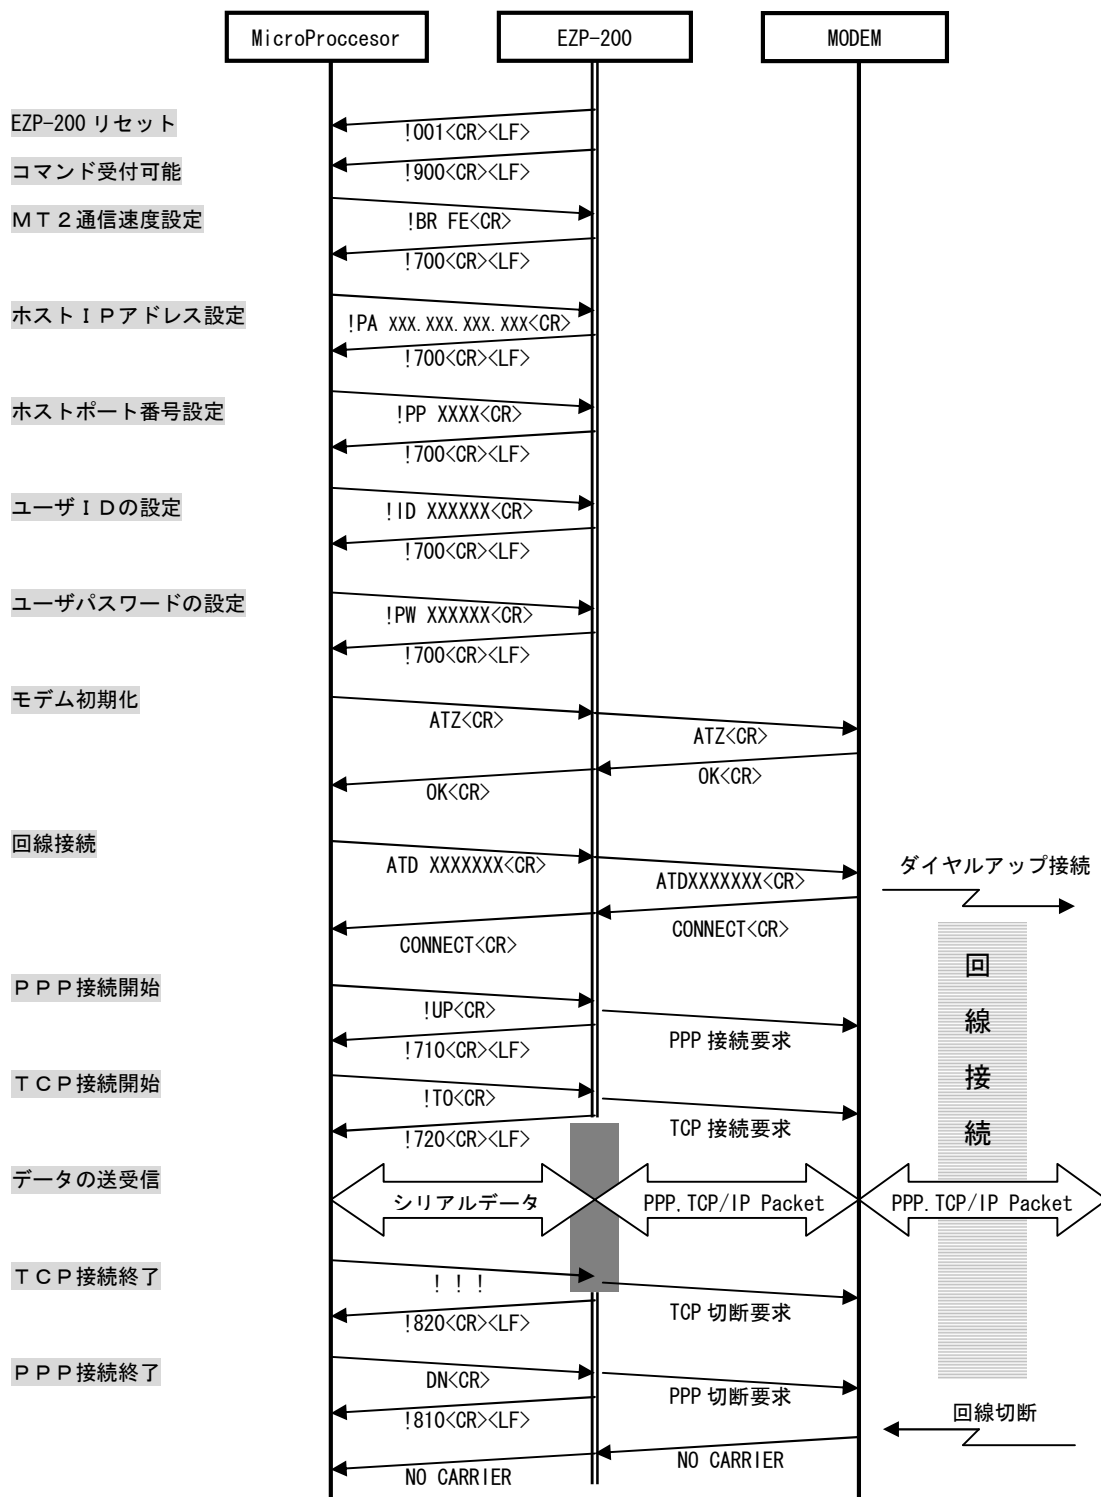 MicroProccesor
EZP-200
MODEM
EZP-200 リセット
!001<CR><LF>
コマンド受付可能
!900<CR><LF>
ＭＴ２通信速度設定
!BR FE<CR>
!700<CR><LF>
ホストＩＰアドレス設定
!PA XXX.XXX.XXX.XXX<CR>
!700<CR><LF>
ホストポート番号設定
!PP XXXX<CR>
!700<CR><LF>
ユーザＩＤの設定
!ID XXXXXX<CR>
!700<CR><LF>
ユーザパスワードの設定
!PW XXXXXX<CR>
!700<CR><LF>
モデム初期化
ATZ<CR>
ATZ<CR>
OK<CR>
OK<CR>
回線接続
ATD XXXXXXX<CR>
ATDXXXXXXX<CR>
ダイヤルアップ接続
CONNECT<CR>
CONNECT<CR>
回線接続
ＰＰＰ接続開始
!UP<CR>
PPP 接続要求
!710<CR><LF>
ＴＣＰ接続開始
!TO<CR>
TCP 接続要求
!720<CR><LF>
データの送受信
シリアルデータ
PPP.TCP/IP Packet
PPP.TCP/IP Packet
ＴＣＰ接続終了
！！！
TCP 切断要求
!820<CR><LF>
ＰＰＰ接続終了
DN<CR>
PPP 切断要求
!810<CR><LF>
回線切断
NO CARRIER
NO CARRIER